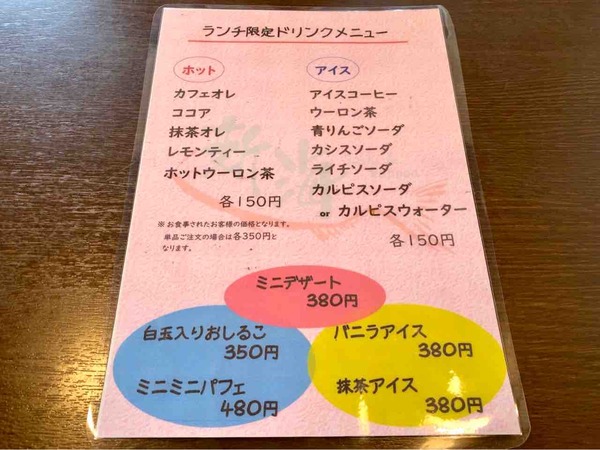 ランチ限定ドリンクメニュー
ホット
カフェオレ
ココア
抹茶オレ
レモンティー
ホットウーロン茶
各150円
※お食事されたお客様の価格となります。
単品ご注文の場合は各350円と
なります。
アイス
アイスコーヒー
ウーロン茶
青りんごソーダ
カシスソーダ
ライチソーダ
カルピスソーダ
or カルピスウォーター
各150円
ミニデザート
380円
白玉入りおしるこ
350円
ミニミニパフェ
480円
バニラアイス
380円
抹茶アイス
380円